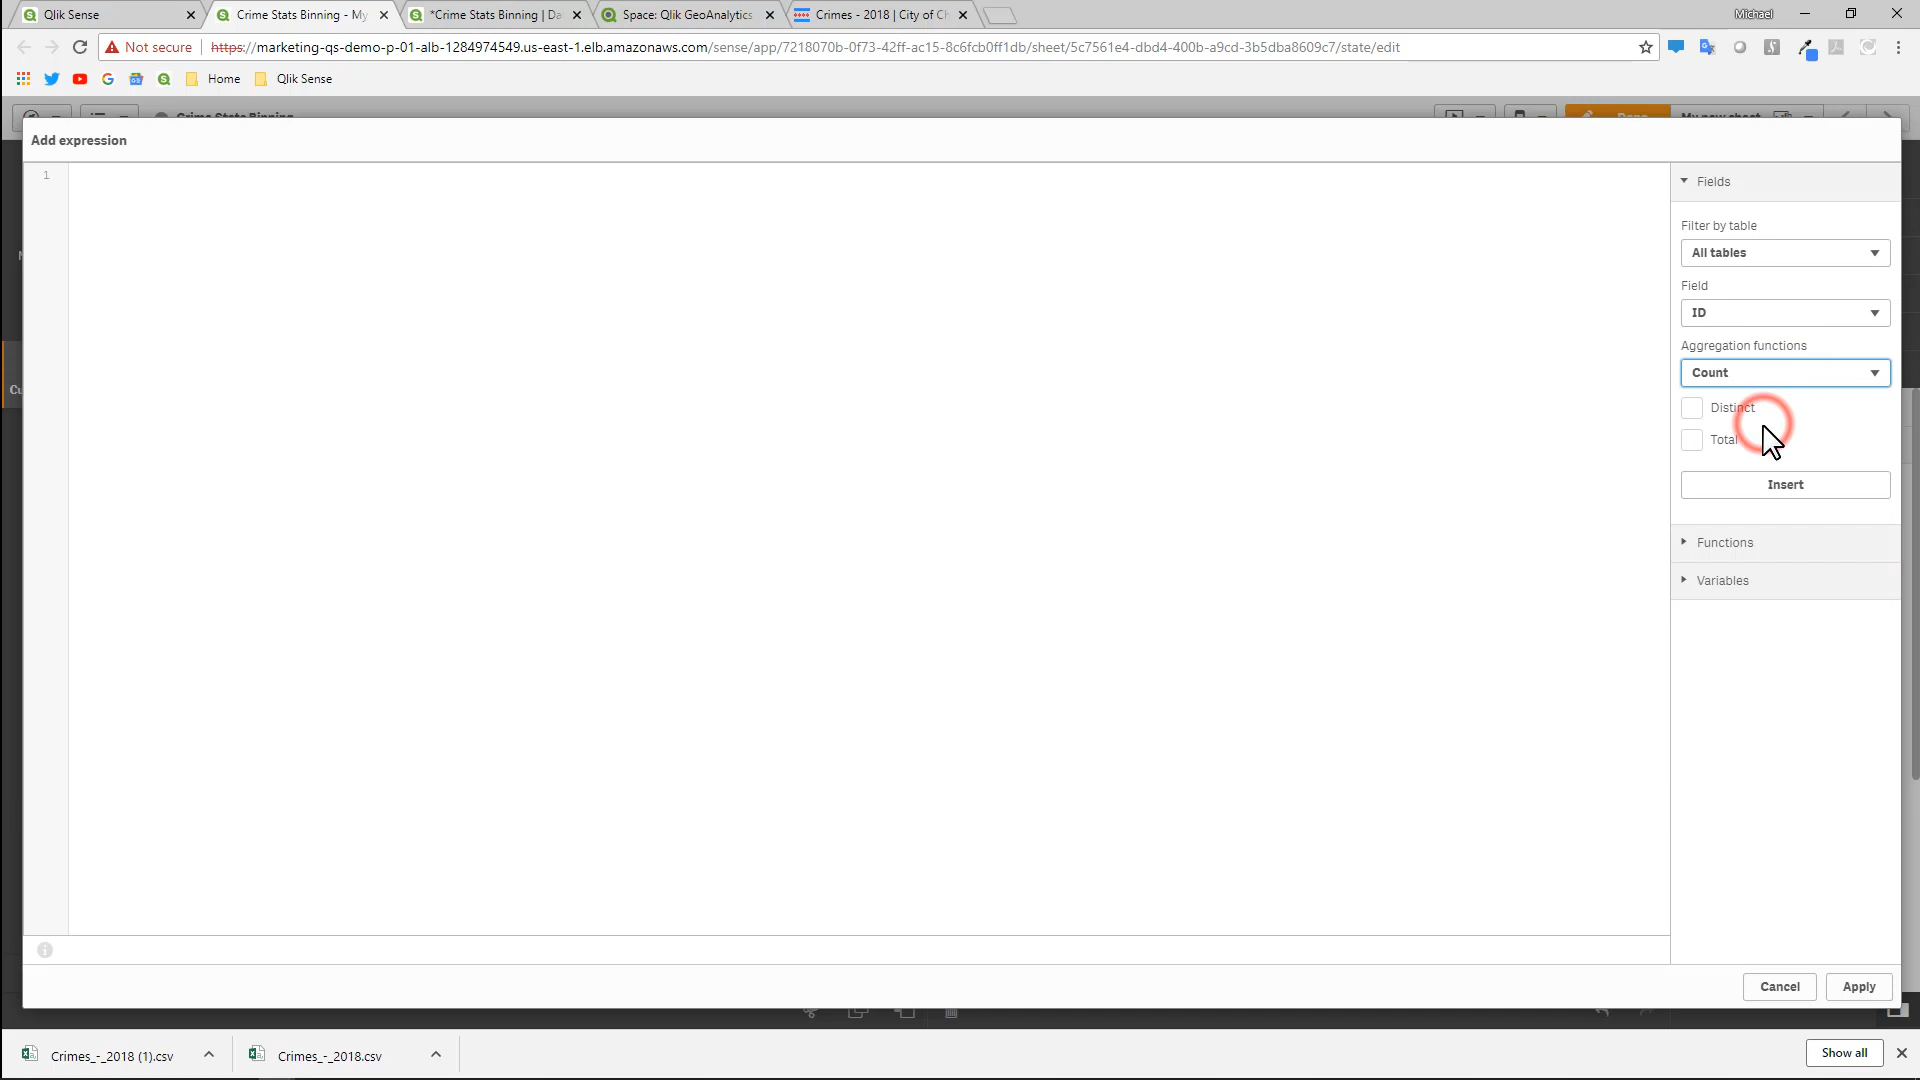 Qlik Sense
Crime Stats Binning - My
*Crime Stats Binning | Da
Space: Qlik GeoAnalytics
Crimes - 2018 | City of Ch
Michael
Not secure
https://marketing-qs-demo-p-01-alb-1284974549.us-east-1.elb.amazonaws.com/sense/app/7218070b-0f73-42ff-ac15-8c6fcb0ff1db/sheet/5c7561e4-dbd4-400b-a9cd-3b5dba8609c7/state/edit
Home
Qlik Sense
Crime Stats Binning
Done
My new sheet
Add expression
1
Fields
Filter by table
All tables
Field
ID
Aggregation functions
Count
Distinct
Total
Insert
Functions
Variables
Cu
Cancel
Apply
Crimes_-_2018 (1).csv
Crimes_-_2018.csv
Show all